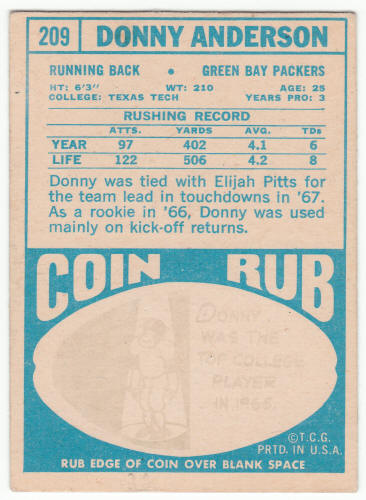 209 DONNY ANDERSON
RUNNING BACK • GREEN BAY PACKERS
HT: 6'3" WT: 210 AGE: 25
COLLEGE: TEXAS TECH YEARS PRO: 3
RUSHING RECORD
ATTS. YARDS AVG. TDs
YEAR 97 402 4.1 6
LIFE 122 506 4.2 8
Donny was tied with Elijah Pitts for
the team lead in touchdowns in '67.
As a rookie in '66, Donny was used
mainly on kick-off returns.
COIN RUB
DONNY
WAS THE
TOP COLLEGE
PLAYER
IN 1965.
©T.C.G.
PRTD. IN U.S.A.
RUB EDGE OF COIN OVER BLANK SPACE